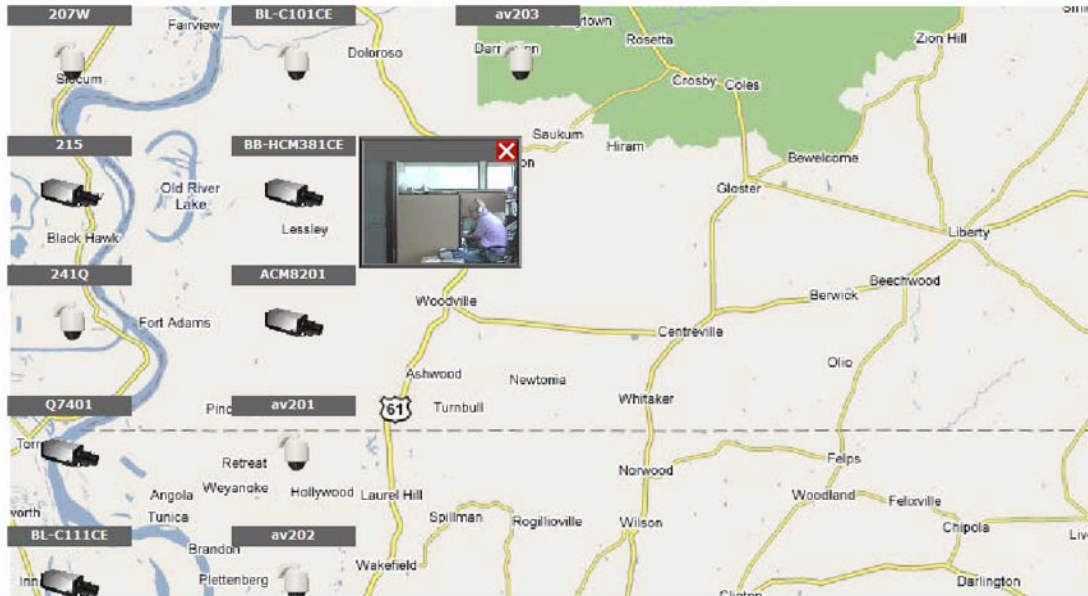 207W
BL-C101CE
av203
Fairview
Doloroso
Rosetta
Zion Hill
Slocum
Crosby
Coles
215
BB-HCM381CE
Saukum
Hiram
Bewelcome
Old River
Lake
Gloster
Lessley
Black Hawk
Liberty
241Q
ACM8201
Beechwood
Woodville
Berwick
Fort Adams
Centreville
Olio
Ashwood
Newtonia
Whitaker
Q7401
av201
61
Turnbull
Retreat
Felps
Norwood
Weyanoke
Hollywood
Laurel Hill
Angola
Woodland
Felixville
Tunica
Spillman
Rogillioville
Wilson
Chipola
BL-C111CE
av202
Brandon
Wakefield
Plettenberg
Darlington
Clinton